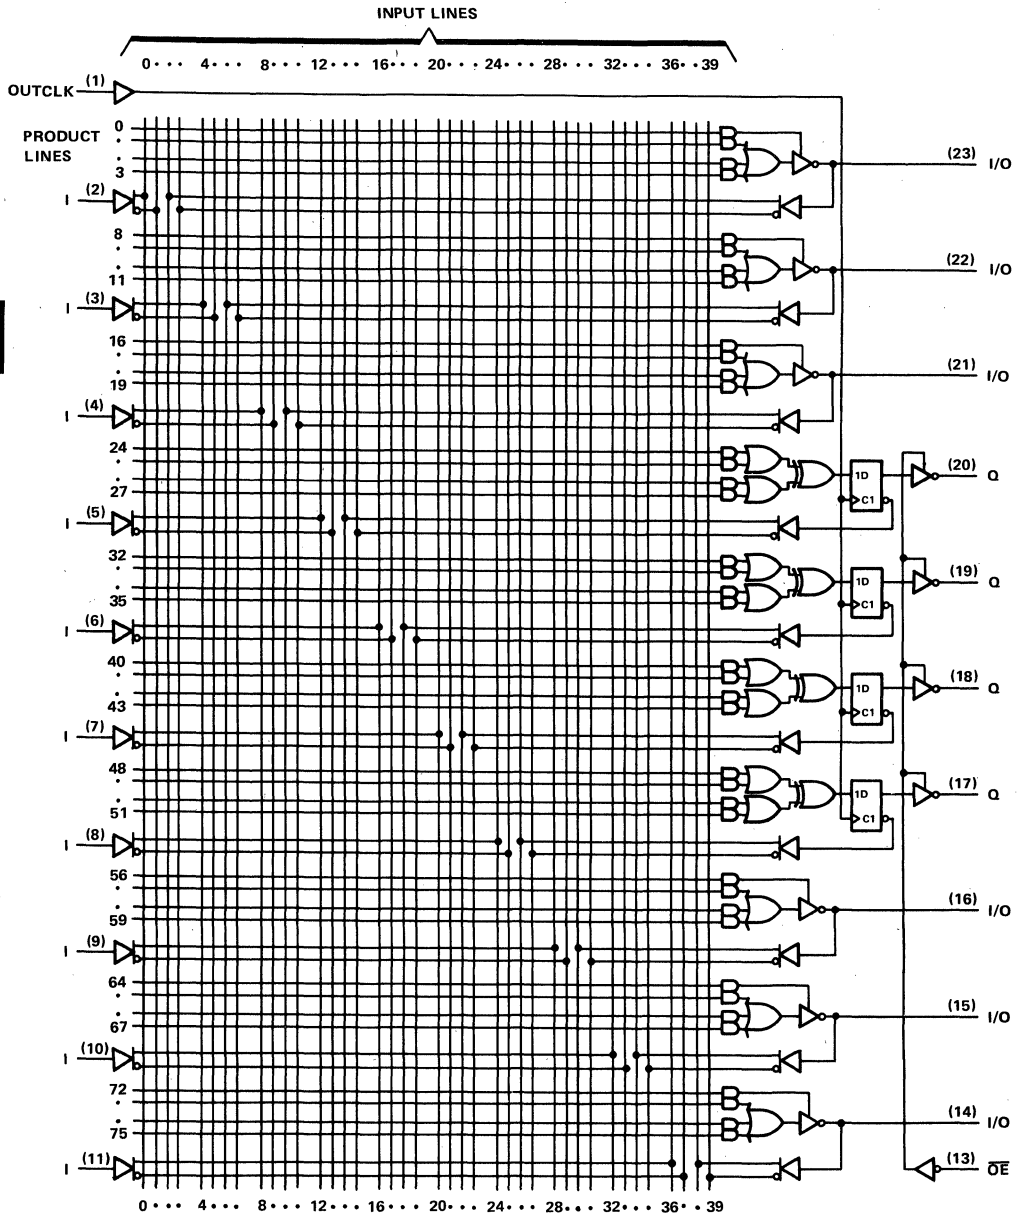 INPUT LINES
0 • • • 4 • • • 8 • • • 12 • • • 16 • • • 20 • • • 24 • • • 28 • • • 32 • • • 36 • • 39
OUTCLK (1)
PRODUCT LINES
0
3
(23) I/O
I (2)
8
11
(22) I/O
I (3)
16
19
(21) I/O
I (4)
24
27
1D
C1
(20) Q
I (5)
32
35
1D
C1
(19) Q
I (6)
40
43
1D
C1
(18) Q
I (7)
48
51
1D
C1
(17) Q
I (8)
56
59
(16) I/O
I (9)
64
67
(15) I/O
I (10)
72
75
(14) I/O
I (11)
(13) O̅E̅
0 • • • 4 • • • 8 • • • 12 • • • 16 • • • 20 • • • 24 • • • 28 • • • 32 • • • 36 • • 39